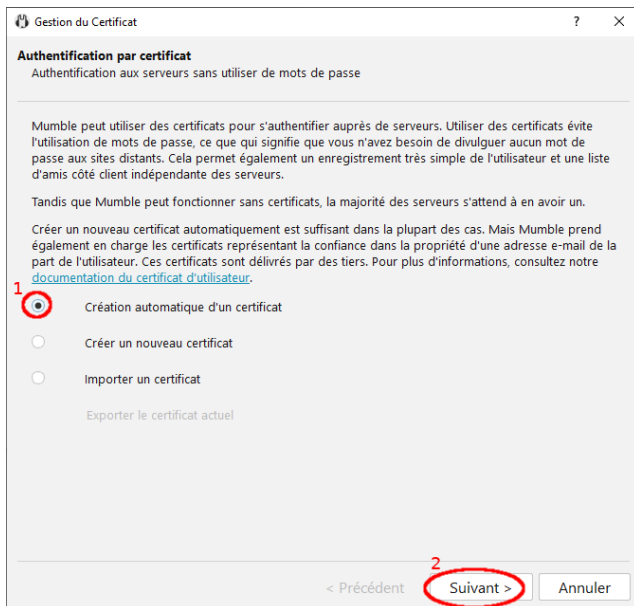 Gestion du Certificat
?
Authentification par certificat
Authentification aux serveurs sans utiliser de mots de passe
Mumble peut utiliser des certificats pour s'authentifier auprès de serveurs. Utiliser des certificats évite
l'utilisation de mots de passe, ce que qui signifie que vous n'avez besoin de divulguer aucun mot de
passe aux sites distants. Cela permet également un enregistrement très simple de l'utilisateur et une liste
d'amis côté client indépendante des serveurs.
Tandis que Mumble peut fonctionner sans certificats, la majorité des serveurs s'attend à en avoir un.
Créer un nouveau certificat automatiquement est suffisant dans la plupart des cas. Mais Mumble prend
également en charge les certificats représentant la confiance dans la propriété d'une adresse e-mail de la
part de l'utilisateur. Ces certificats sont délivrés par des tiers. Pour plus d'informations, consultez notre
documentation du certificat d'utilisateur.
1
Création automatique d'un certificat
Créer un nouveau certificat
Importer un certificat
Exporter le certificat actuel
2
< Précédent Suivant > Annuler